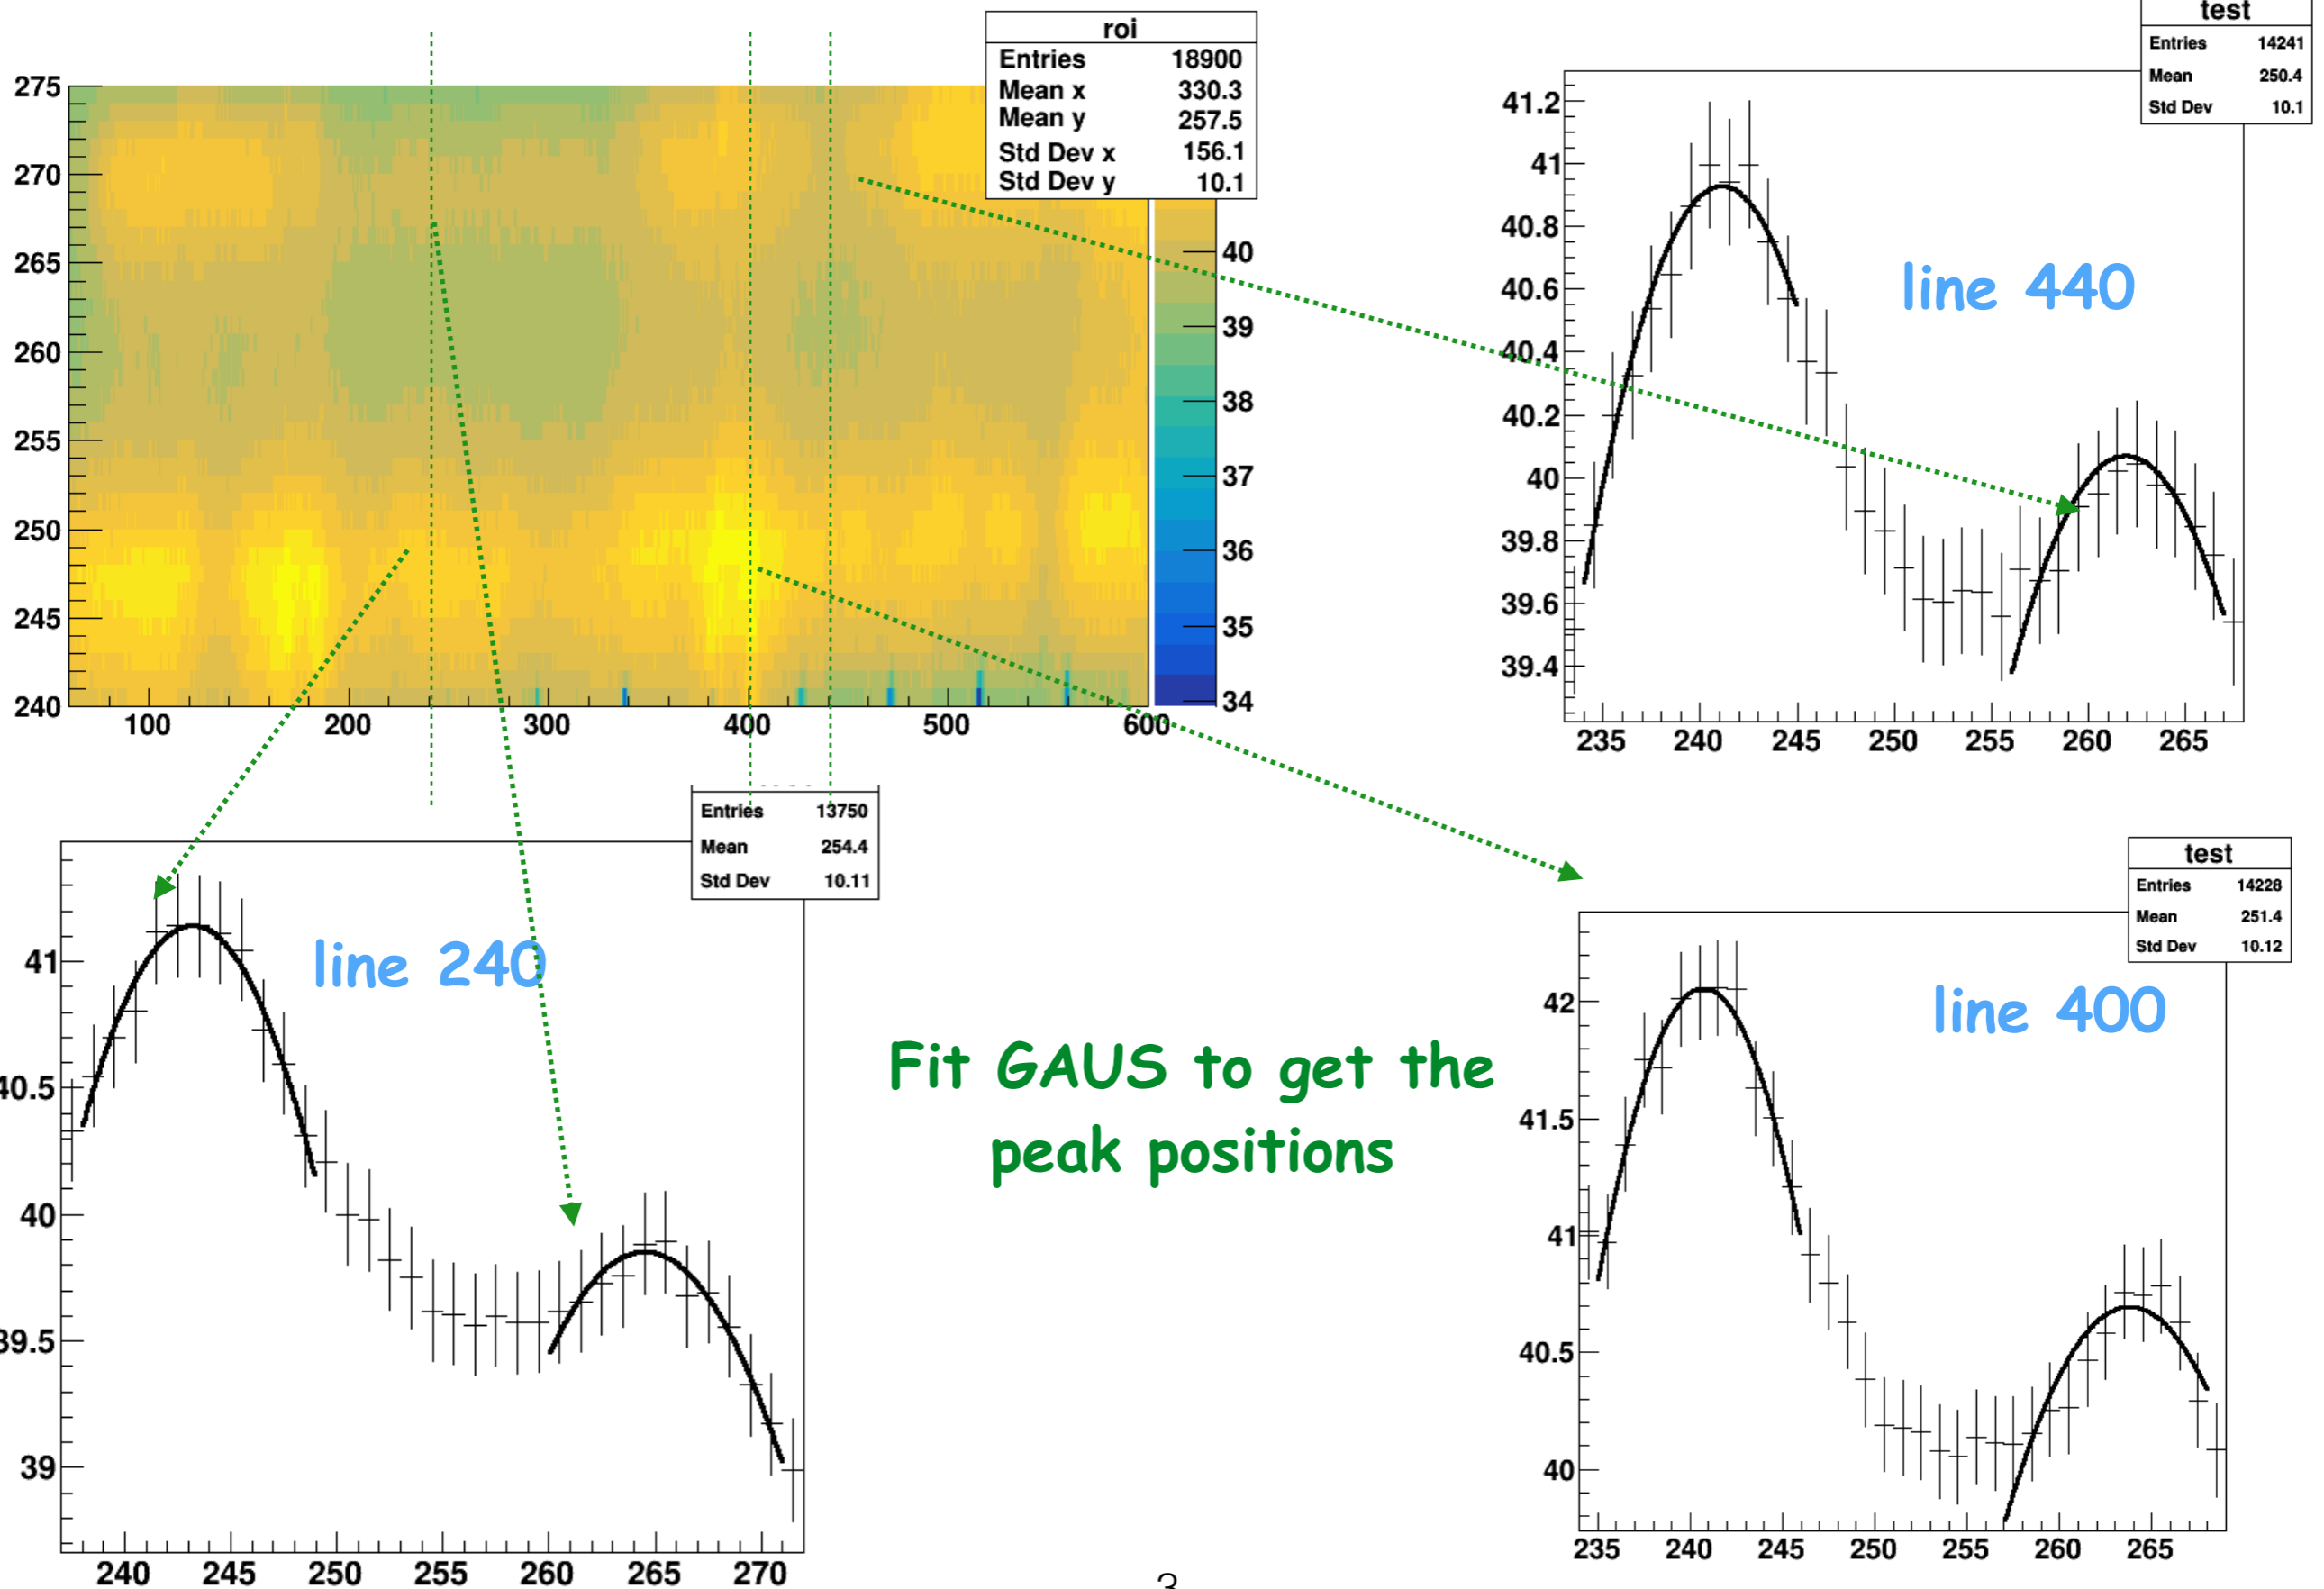 roi
Entries 18900
Mean x 330.3
Mean y 257.5
Std Dev x 156.1
Std Dev y 10.1
275
270
265
260
255
250
245
240
100 200 300 400 500 600
40
39
38
37
36
35
34
test
Entries 14241
Mean 250.4
Std Dev 10.1
line 440
41.2
41
40.8
40.6
40.4
40.2
40
39.8
39.6
39.4
235 240 245 250 255 260 265
Entries 13750
Mean 254.4
Std Dev 10.11
line 240
41
40.5
40
39.5
39
240 245 250 255 260 265 270
Fit GAUS to get the
peak positions
test
Entries 14228
Mean 251.4
Std Dev 10.12
line 400
42
41.5
41
40.5
40
235 240 245 250 255 260 265
3